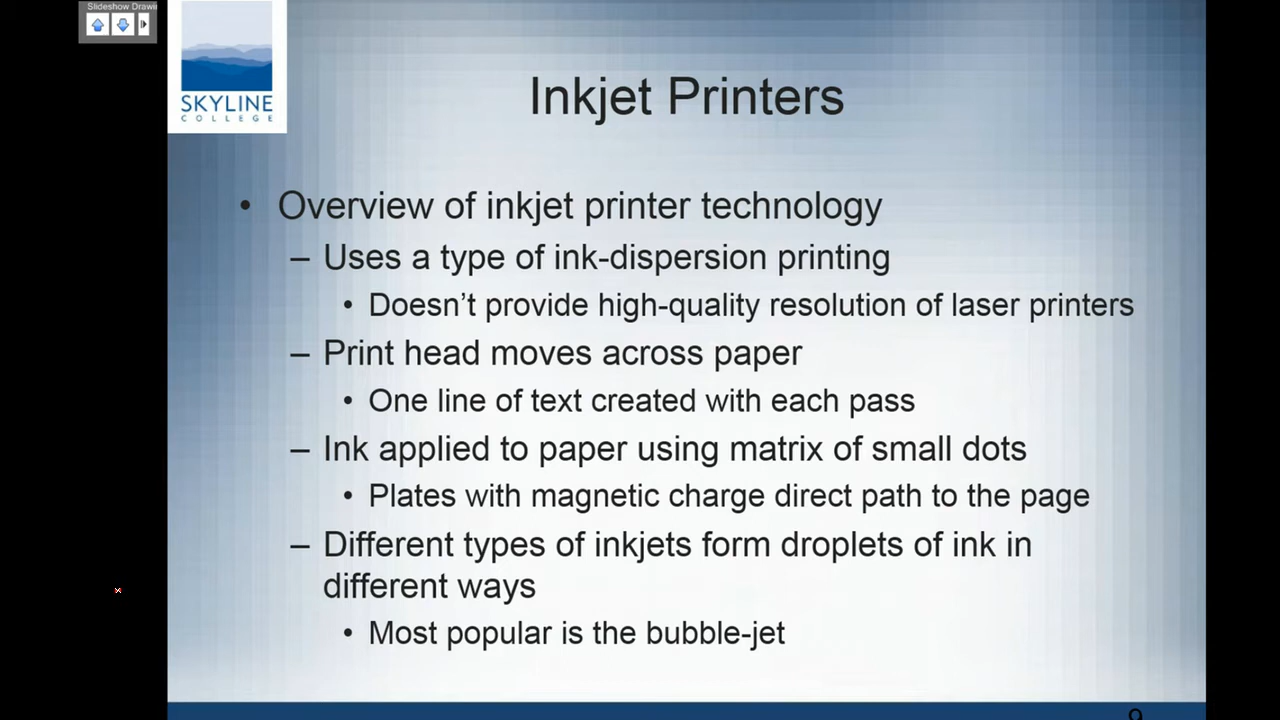 Slideshow Drawi
SKYLINE
COLLEGE
Inkjet Printers
• Overview of inkjet printer technology
– Uses a type of ink-dispersion printing
• Doesn’t provide high-quality resolution of laser printers
– Print head moves across paper
• One line of text created with each pass
– Ink applied to paper using matrix of small dots
• Plates with magnetic charge direct path to the page
– Different types of inkjets form droplets of ink in
different ways
• Most popular is the bubble-jet
9